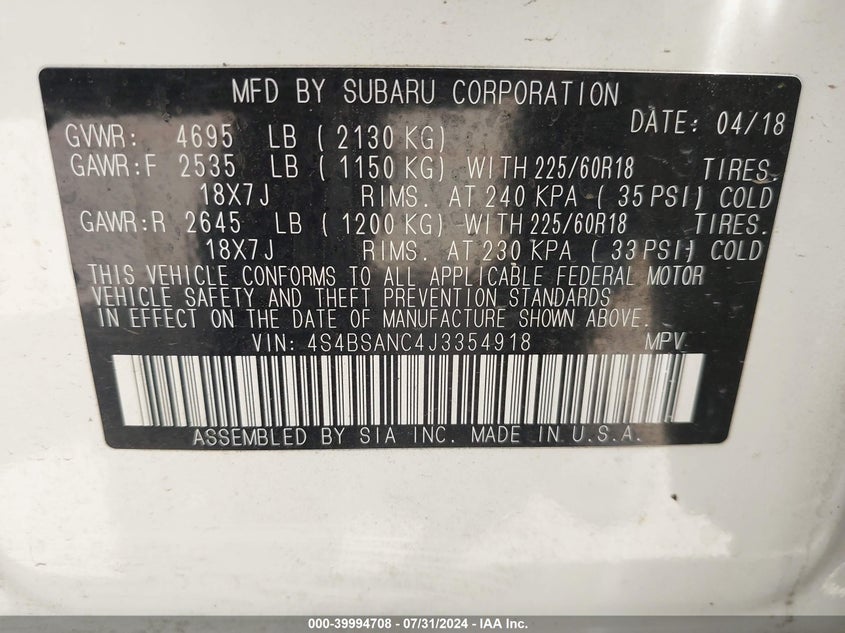 MFD BY SUBARU CORPORATION
DATE: 04/18
GVWR: 4695 LB ( 2130 KG)
GAWR:F 2535 LB ( 1150 KG) WITH 225/60R18 TIRES.
18X7J RIMS. AT 240 KPA ( 35 PSI) COLD
GAWR:R 2645 LB ( 1200 KG) WITH 225/60R18 TIRES.
18X7J RIMS. AT 230 KPA ( 33 PSI) COLD
THIS VEHICLE CONFORMS TO ALL APPLICABLE FEDERAL MOTOR
VEHICLE SAFETY AND THEFT PREVENTION STANDARDS
IN EFFECT ON THE DATE OF MANUFACTURE SHOWN ABOVE.
VIN: 4S4BSANC4J3354918 MPV
ASSEMBLED BY SIA INC. MADE IN U.S.A.
000-39994708 - 07/31/2024 - IAA Inc.